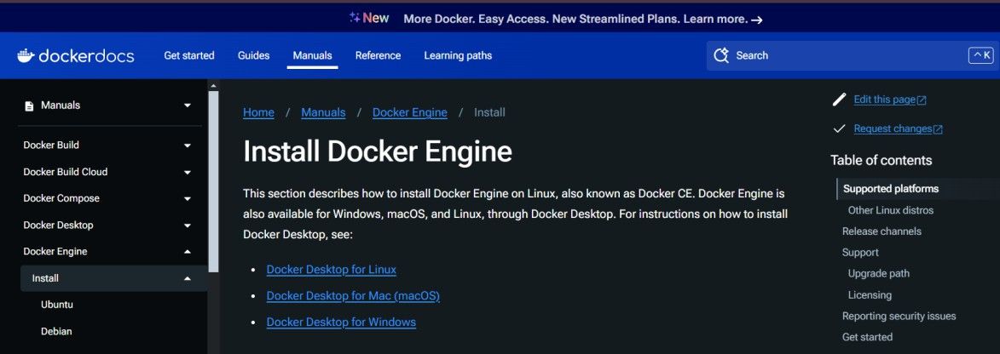 New More Docker. Easy Access. New Streamlined Plans. Learn more. →
dockerdocs Get started Guides Manuals Reference Learning paths Search ^ K
Manuals
Docker Build
Docker Build Cloud
Docker Compose
Docker Desktop
Docker Engine
Install
Ubuntu
Debian
Home / Manuals / Docker Engine / Install
Install Docker Engine
This section describes how to install Docker Engine on Linux, also known as Docker CE. Docker Engine is
also available for Windows, macOS, and Linux, through Docker Desktop. For instructions on how to install
Docker Desktop, see:
• Docker Desktop for Linux
• Docker Desktop for Mac (macOS)
• Docker Desktop for Windows
Edit this page
Request changes
Table of contents
Supported platforms
Other Linux distros
Release channels
Support
Upgrade path
Licensing
Reporting security issues
Get started